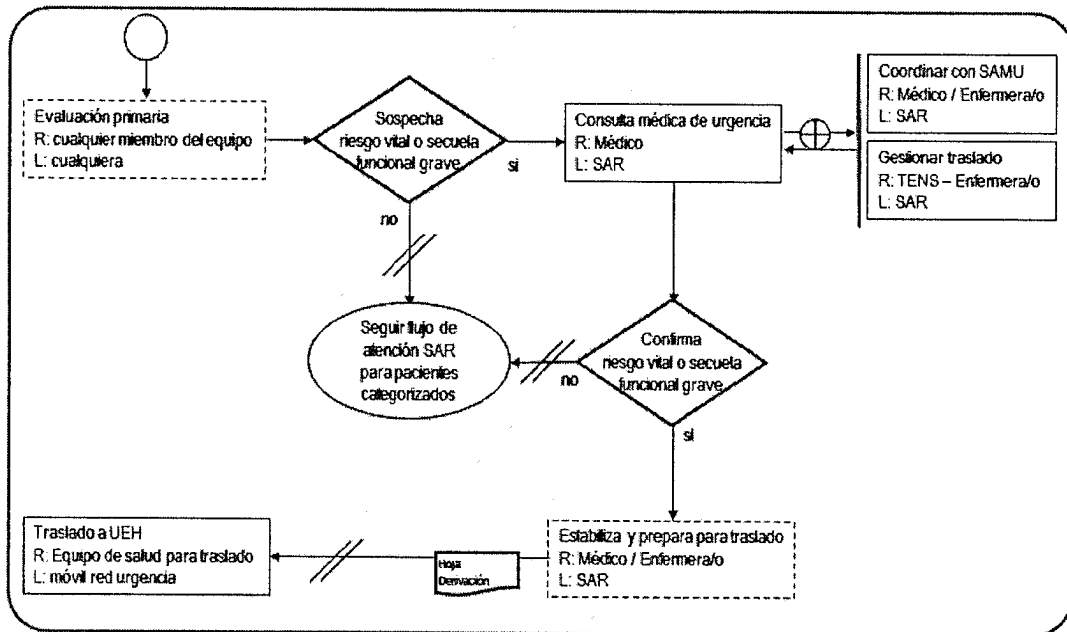 Evaluación primaria
R: cualquier miembro del equipo
L: cualquiera
Sospecha
riesgo vital o secuela
funcional grave
si
no
Consulta médica de urgencia
R: Médico
L: SAR
Coordinar con SAMU
R: Médico / Enfermera/o
L: SAR
Gestionar traslado
R: TENS – Enfermera/o
L: SAR
Seguir flujo de
atención SAR
para pacientes
categorizados
Confirma
riesgo vital o secuela
funcional grave
no
si
Estabiliza y prepara para traslado
R: Médico / Enfermera/o
L: SAR
Hoja
Derivación
Traslado a UEH
R: Equipo de salud para traslado
L: móvil red urgencia